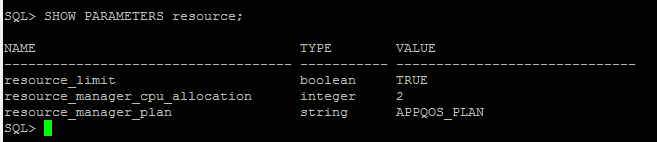 SQL> SHOW PARAMETERS resource;
NAME                                 TYPE        VALUE
------------------------------------ ----------- ------------------------------
resource_limit                       boolean     TRUE
resource_manager_cpu_allocation      integer     2
resource_manager_plan                string      APPQOS_PLAN
SQL>